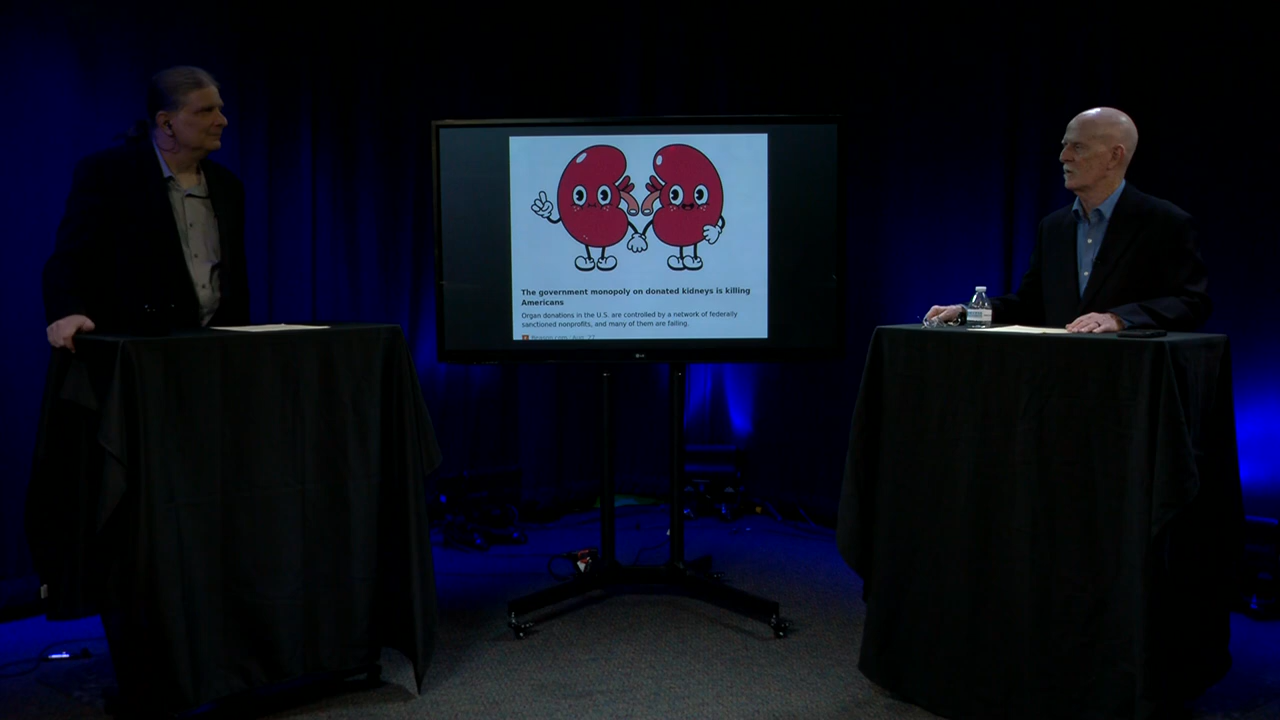 The government monopoly on donated kidneys is killing
Americans
Organ donations in the U.S. are controlled by a network of federally
sanctioned nonprofits, and many of them are failing.
LG